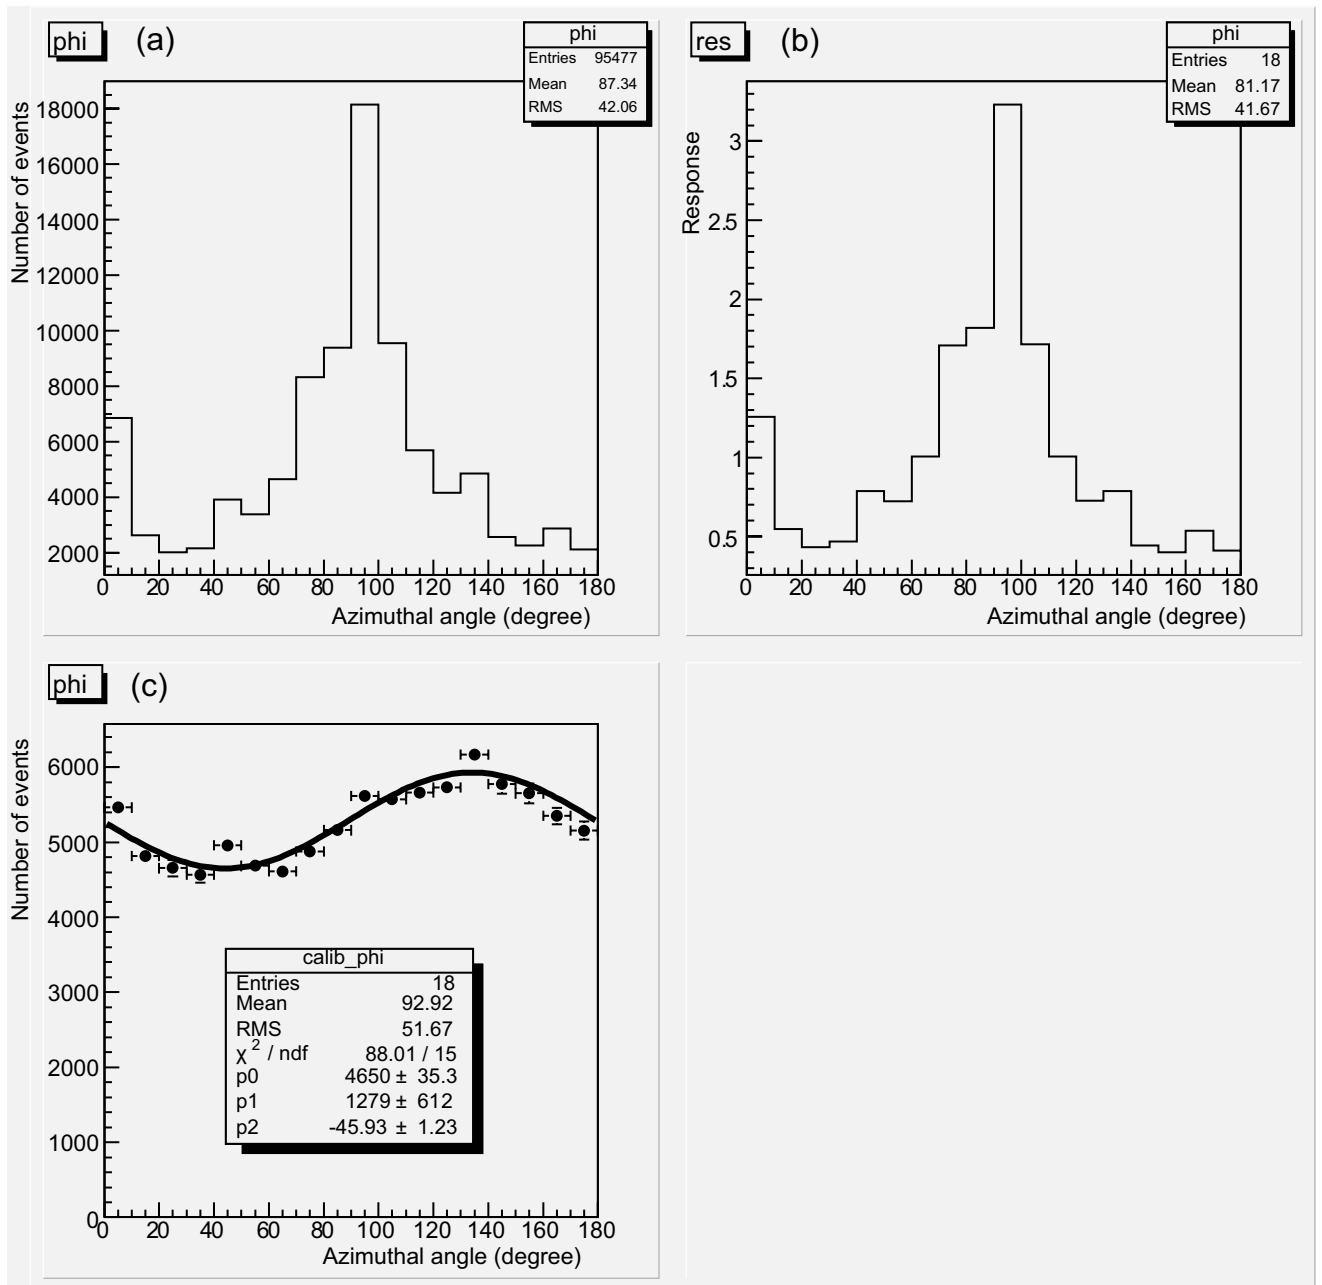 phi
(a)
phi
Entries 95477
Mean 87.34
RMS 42.06
Number of events
18000
16000
14000
12000
10000
8000
6000
4000
2000
0 20 40 60 80 100 120 140 160 180
Azimuthal angle (degree)
res
(b)
phi
Entries 18
Mean 81.17
RMS 41.67
Response
3
2.5
2
1.5
1
0.5
0 20 40 60 80 100 120 140 160 180
Azimuthal angle (degree)
phi
(c)
Number of events
6000
5000
4000
3000
2000
1000
0
calib_phi
Entries 18
Mean 92.92
RMS 51.67
χ 2 / ndf 88.01 / 15
p0 4650 ± 35.3
p1 1279 ± 612
p2 -45.93 ± 1.23
0 20 40 60 80 100 120 140 160 180
Azimuthal angle (degree)